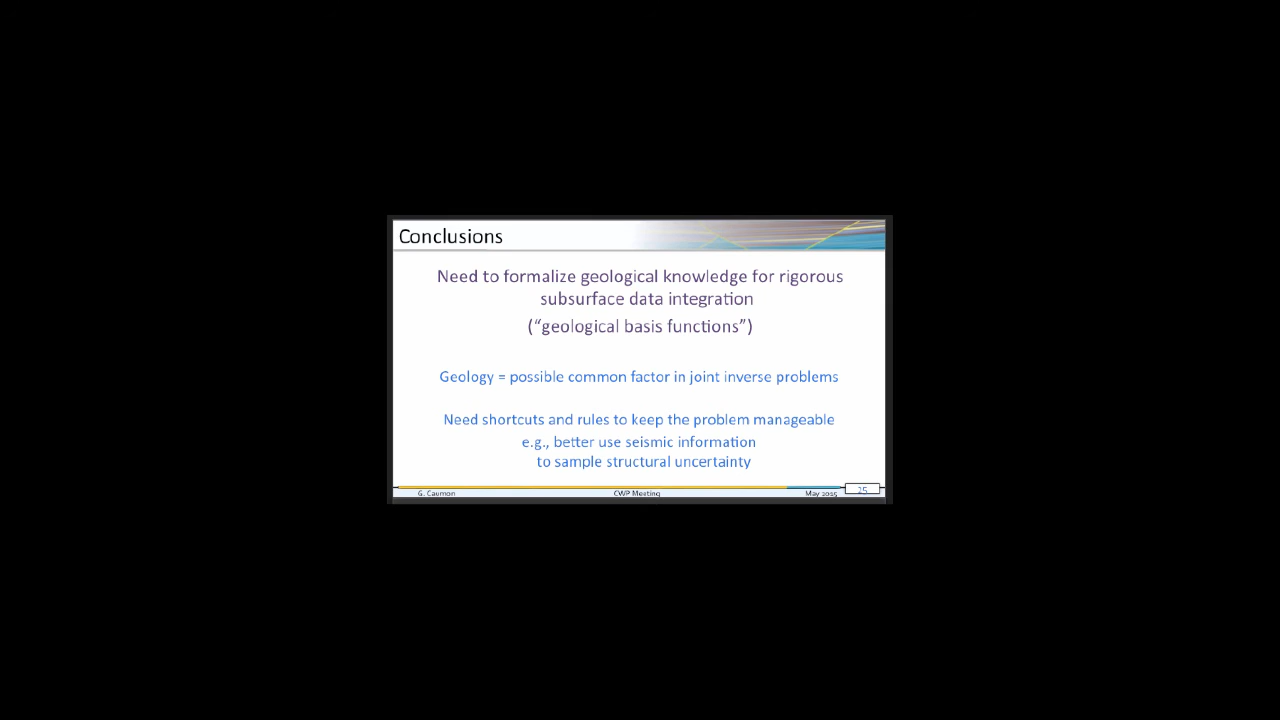 Conclusions
Need to formalize geological knowledge for rigorous
subsurface data integration
(“geological basis functions”)
Geology = possible common factor in joint inverse problems
Need shortcuts and rules to keep the problem manageable
e.g., better use seismic information
to sample structural uncertainty
G. Caumon CWP Meeting May 2015 25